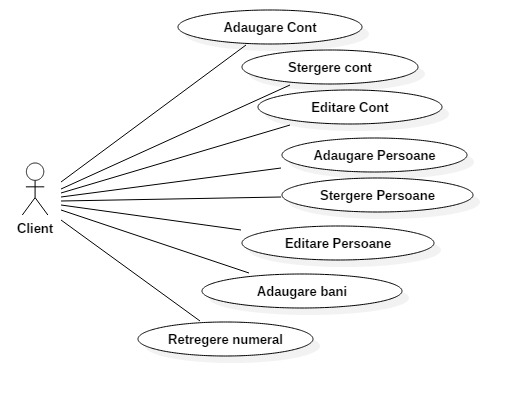 Adaugare Cont
Stergere cont
Editare Cont
Adaugare Persoane
Stergere Persoane
Client
Editare Persoane
Adaugare bani
Retregere numeral